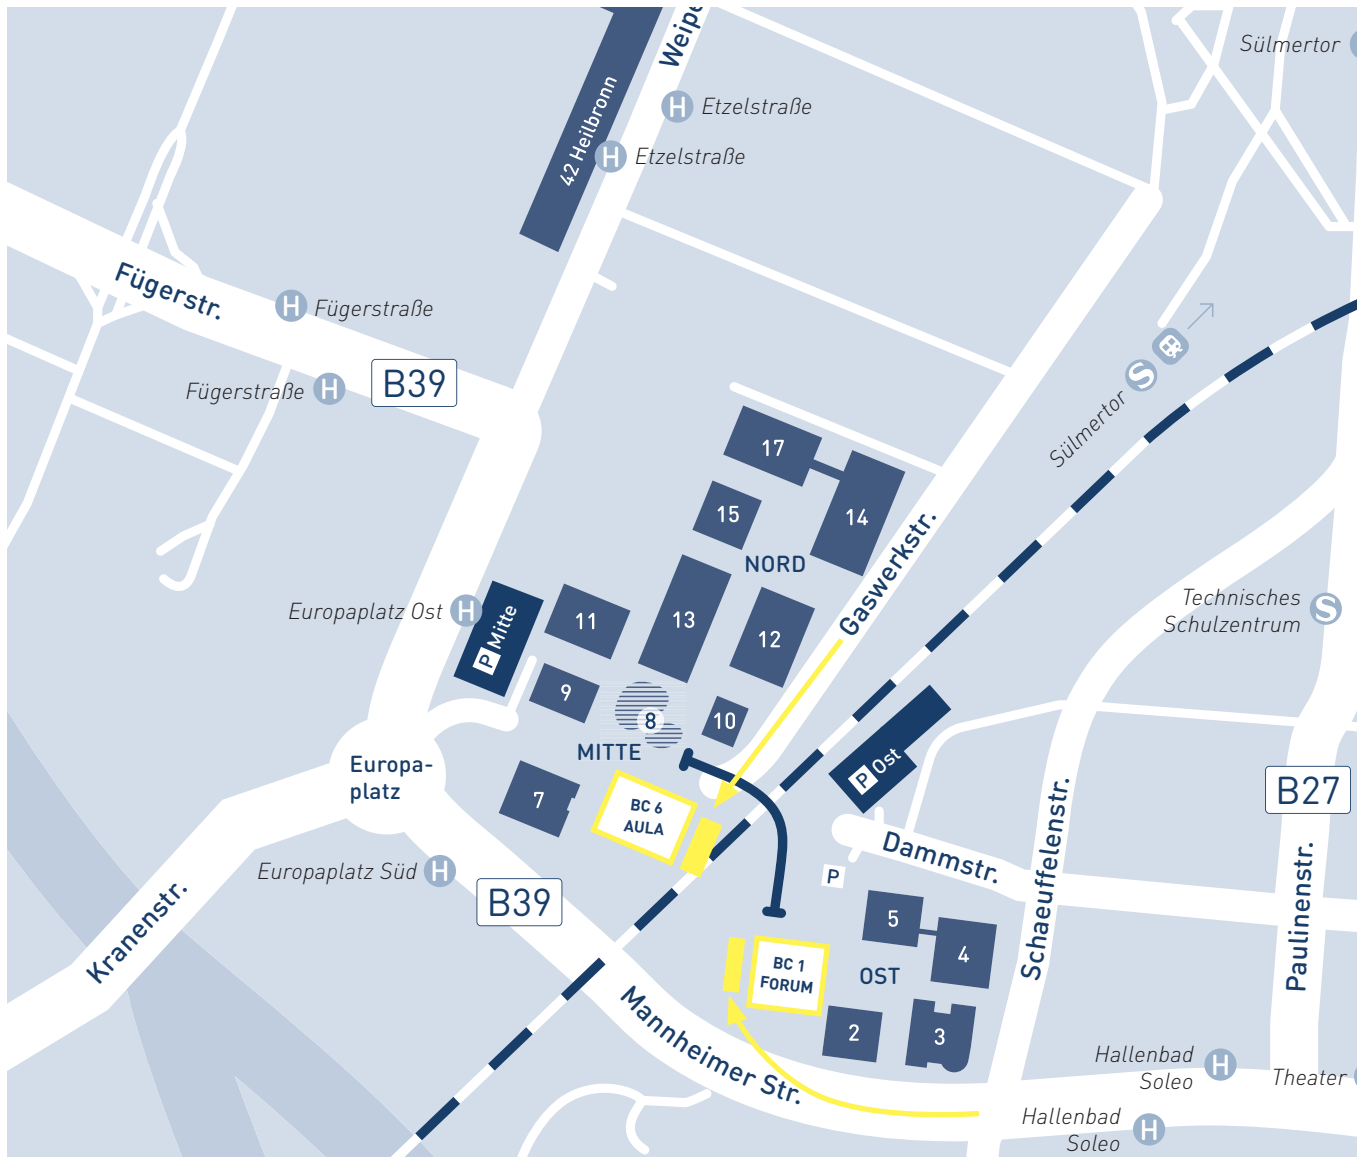 Weipe
Sülmertor
H
Etzelstraße
42 Heilbronn
H
Etzelstraße
Fügerstr.
H
Fügerstraße
Fügerstraße
H
B39
Sülmertor
S
17
15
14
NORD
Gaswerkstr.
Europaplatz Ost
H
P Mitte
11
13
12
Technisches
Schulzentrum
S
9
8
10
MITTE
Europa-
platz
P Ost
7
BC 6
AULA
B27
Dammstr.
Europaplatz Süd
H
B39
P
Kranenstr.
5
4
Schaeuffelenstr.
Paulinenstr.
BC 1
FORUM
OST
Mannheimer Str.
2
3
Hallenbad
Soleo
H
Theater
Hallenbad
Soleo
H